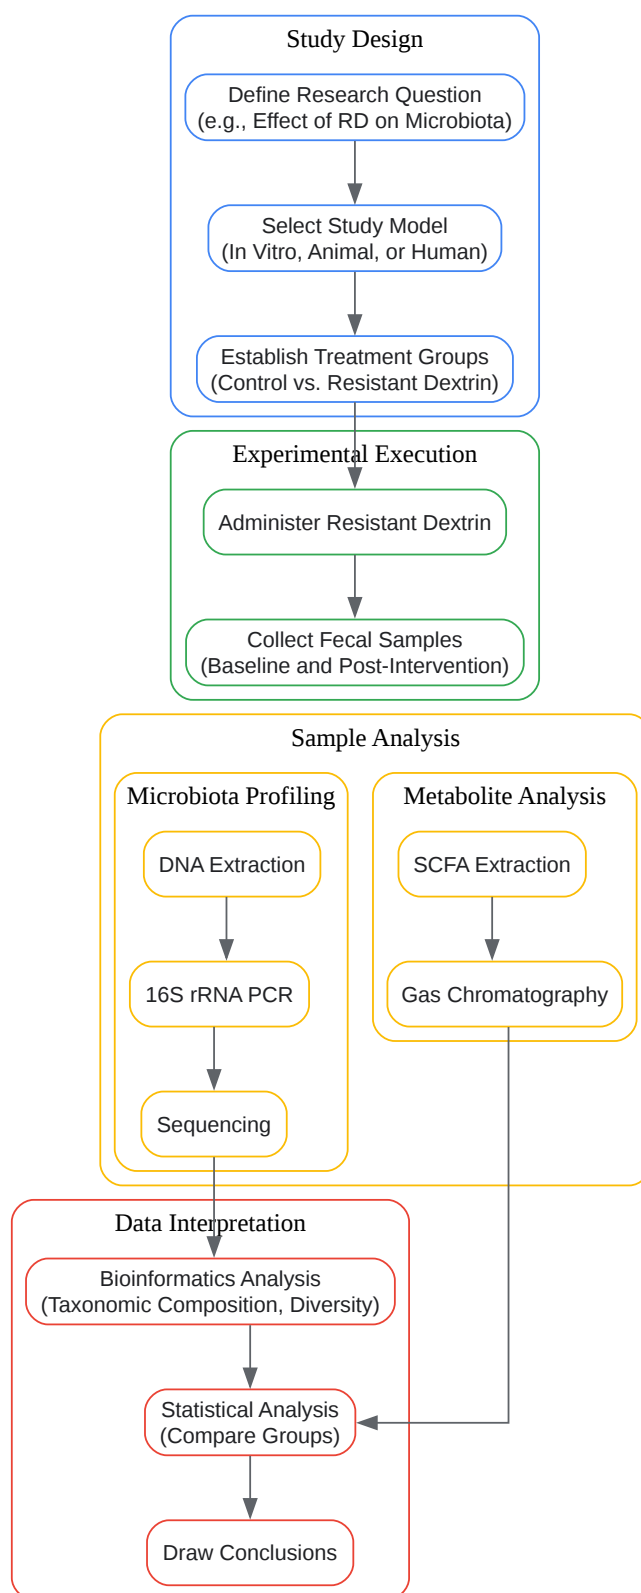 Study Design
Define Research Question
(e.g., Effect of RD on Microbiota)
Select Study Model
(In Vitro, Animal, or Human)
Establish Treatment Groups
(Control vs. Resistant Dextrin)
Experimental Execution
Administer Resistant Dextrin
Collect Fecal Samples
(Baseline and Post-Intervention)
Sample Analysis
Microbiota Profiling
DNA Extraction
16S rRNA PCR
Sequencing
Metabolite Analysis
SCFA Extraction
Gas Chromatography
Data Interpretation
Bioinformatics Analysis
(Taxonomic Composition, Diversity)
Statistical Analysis
(Compare Groups)
Draw Conclusions